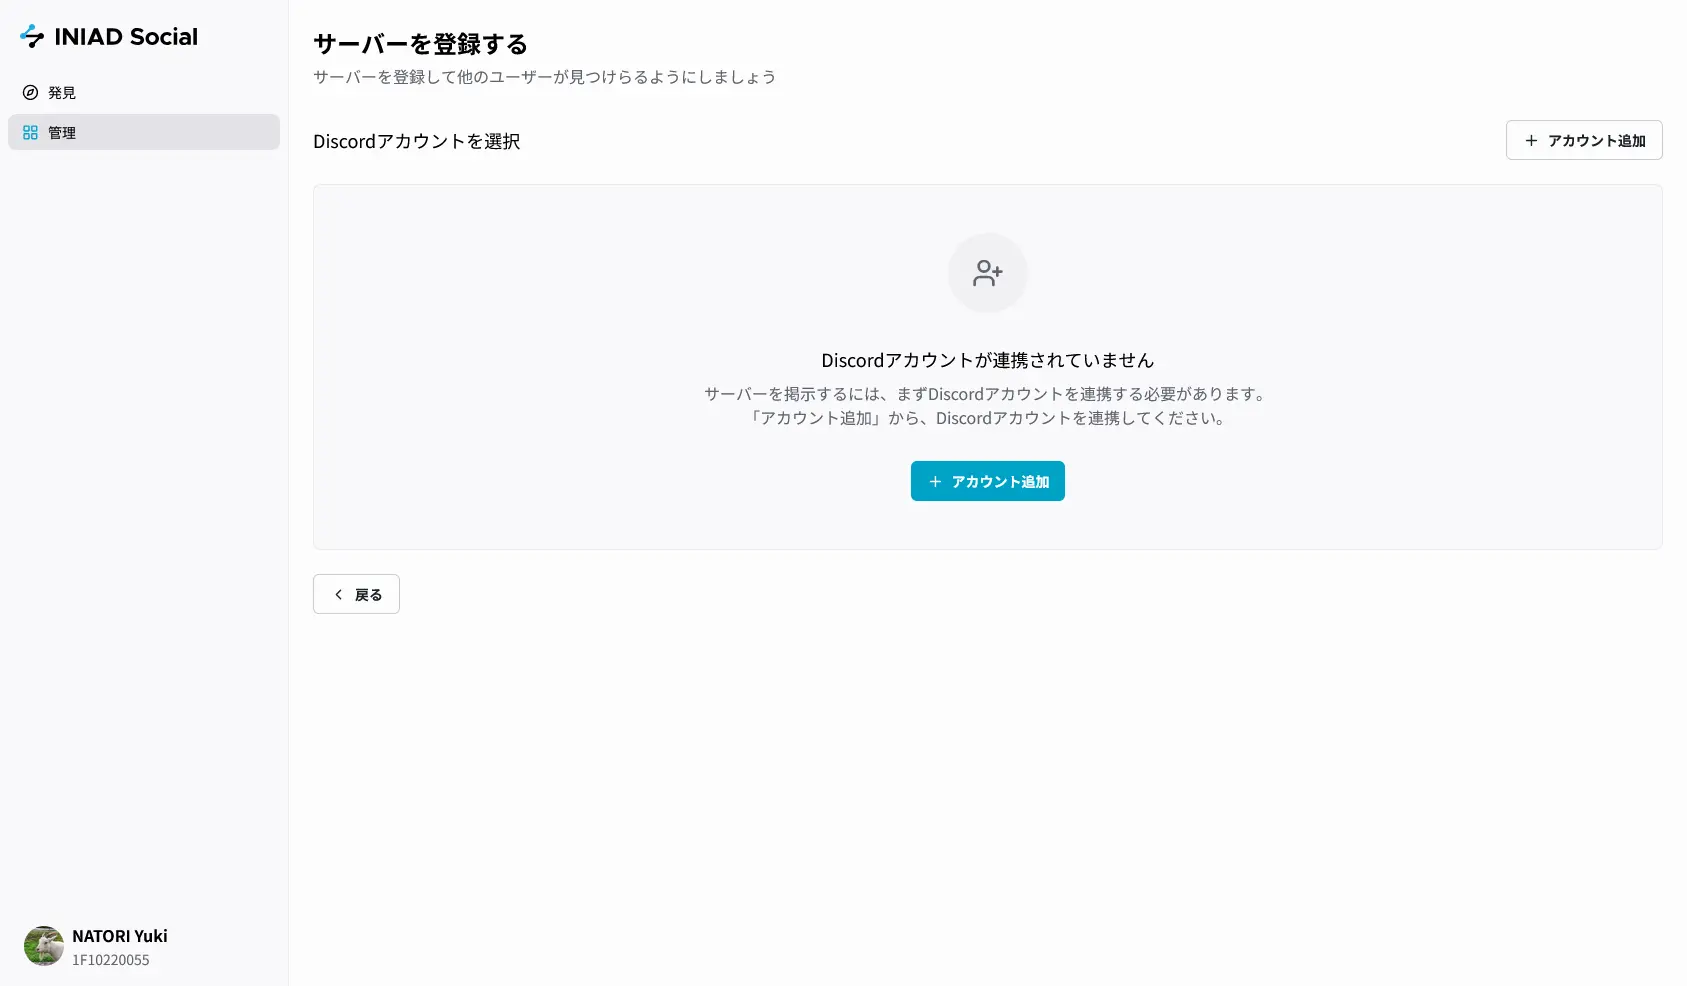 INIAD Social
発見
管理
サーバーを登録する
サーバーを登録して他のユーザーが見つけらるようにしましょう
Discordアカウントを選択
アカウント追加
Discordアカウントが連携されていません
サーバーを掲示するには、まずDiscordアカウントを連携する必要があります。
「アカウント追加」から、Discordアカウントを連携してください。
アカウント追加
戻る
NATORI Yuki
1F10220055